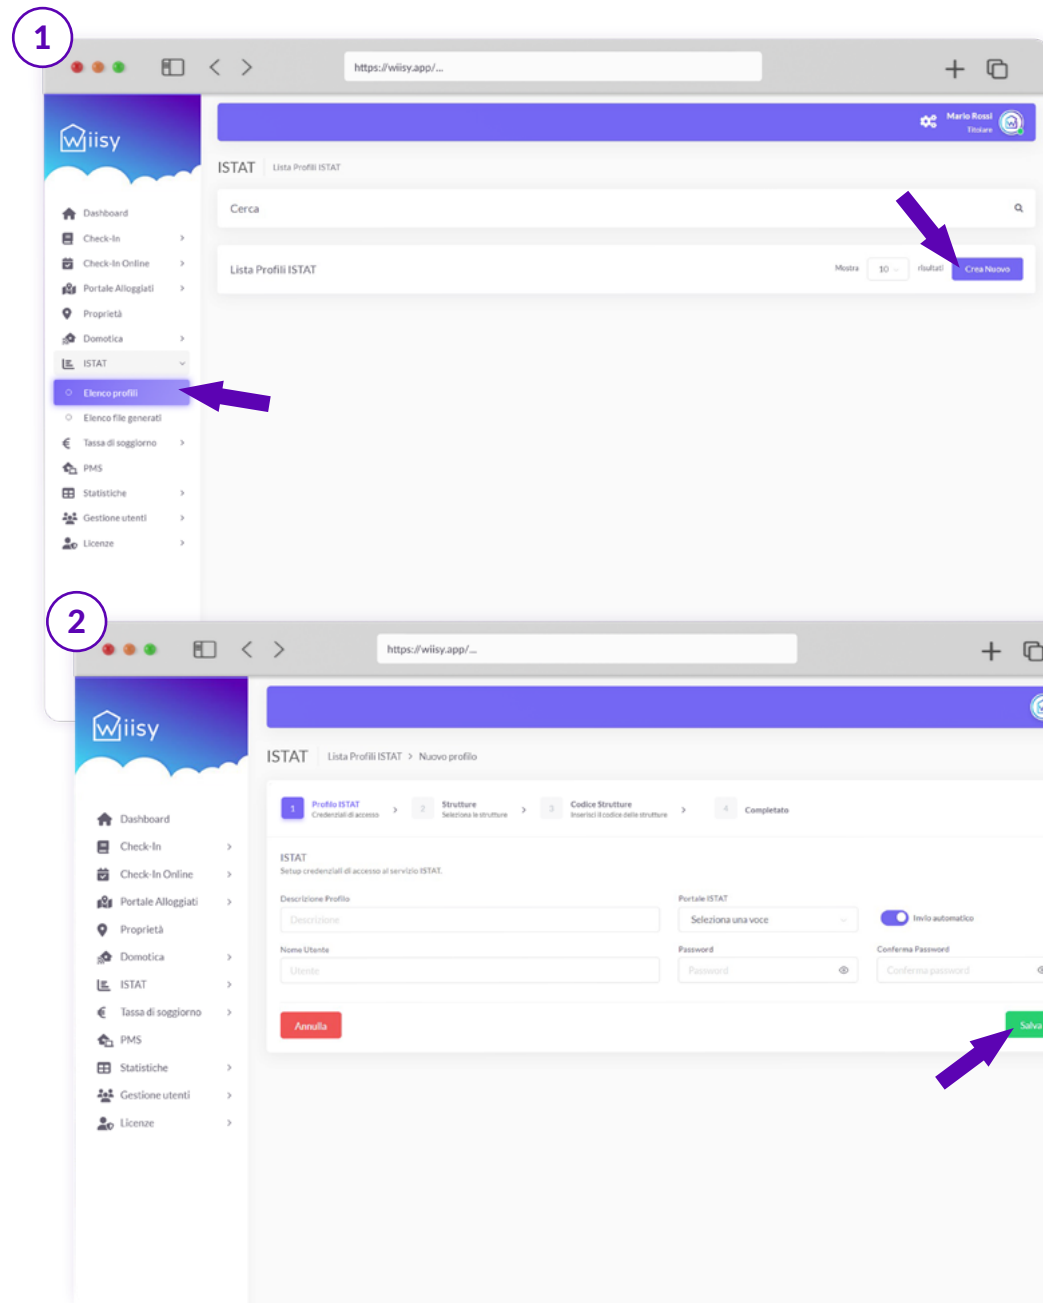 1
https://wiisy.app/...
Wiisy
Mario Rossi
Titolare
ISTAT Lista Profili ISTAT
Cerca
Lista Profili ISTAT
Mostra 10 risultati Crea Nuovo
Dashboard
Check-In
Check-In Online
Portale Alloggiati
Proprietà
Domotica
ISTAT
Elenco profili
Elenco file generati
Tassa di soggiorno
PMS
Statistiche
Gestione utenti
Licenze
2
https://wiisy.app/...
Wiisy
ISTAT Lista Profili ISTAT > Nuovo profilo
1 Profilo ISTAT > 2 Strutture > 3 Codice Strutture > 4 Completato
Credenziali di accesso Seleziona le strutture Inserisci il codice delle strutture
ISTAT
Setup credenziali di accesso al servizio ISTAT.
Descrizione Profilo Portale ISTAT
Descrizione Seleziona una voce Invio automatico
Nome Utente Password Conferma Password
Utente Password Conferma password
Annulla Salva
Dashboard
Check-In
Check-In Online
Portale Alloggiati
Proprietà
Domotica
ISTAT
Tassa di soggiorno
PMS
Statistiche
Gestione utenti
Licenze